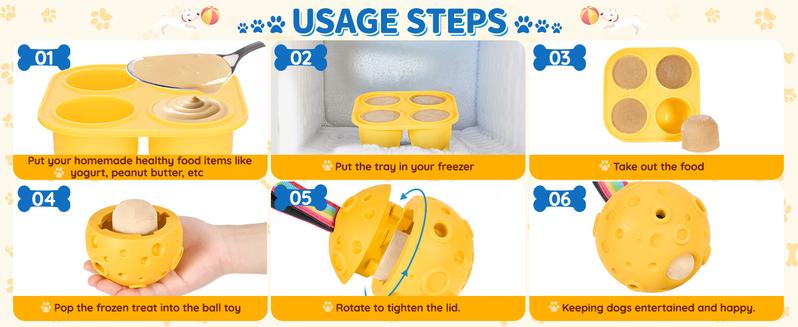 USAGE STEPS
01
Put your homemade healthy food items like
yogurt, peanut butter, etc
02
Put the tray in your freezer
03
Take out the food
04
Pop the frozen treat into the ball toy
05
Rotate to tighten the lid.
06
Keeping dogs entertained and happy.